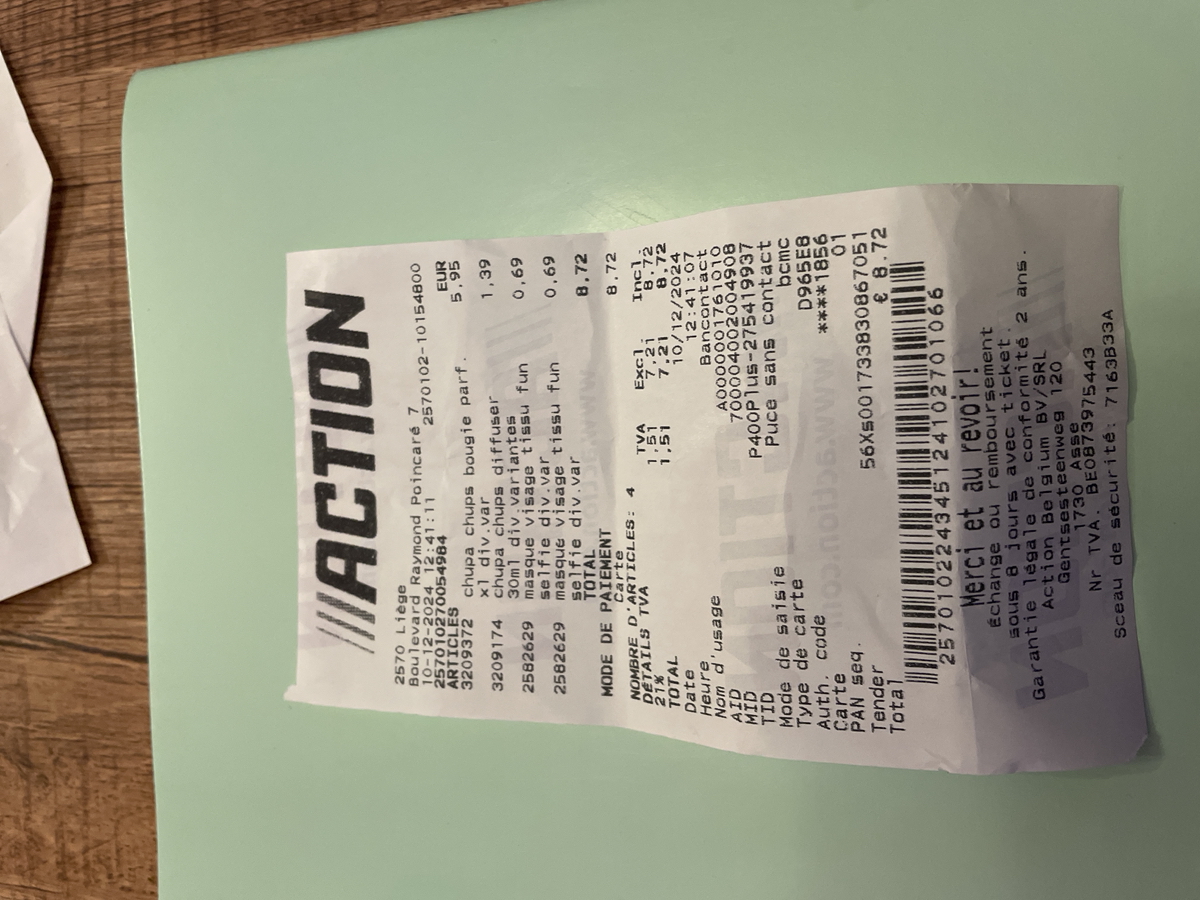 ///ACTION
2570 Liège
Boulevard Raymond Poincaré 7
10-12-2024 12:41:11 2570102-10154800
257010270054984
ARTICLES EUR
3209372 chupa chups bougie parf. 5,95
xl div.var
3209174 chupa chups diffuser 1,39
30ml div.variantes
2582629 masque visage tissu fun 0,69
selfie div.var
2582629 masque visage tissu fun 0,69
selfie div.var
TOTAL 8,72
MODE DE PAIEMENT
Carte 8,72
NOMBRE D'ARTICLES: 4
DÉTAILS TVA TVA Excl. Incl.
21% 1,51 7,21 8,72
TOTAL 1,51 7,21 8,72
Date 10/12/2024
Heure 12:41:07
Nom d'usage Bancontact
AID A0000001761010
MID 70004002004908
TID P400Plus-275419937
Puce sans contact
Mode de saisie
Type de carte bcmc
Auth. code D965E8
Carte ****1856
PAN seq. 01
Tender 56XS001733830867051
Total € 8.72
257010224345124102701066
Merci et au revoir!
Échange ou remboursement
sous 8 jours avec ticket.
Garantie légale de conformité 2 ans.
Action Belgium BV/SRL
Gentsesteenweg 120
1730 Asse
Nr TVA. BE0873975443
Sceau de sécurité: 7163B33A